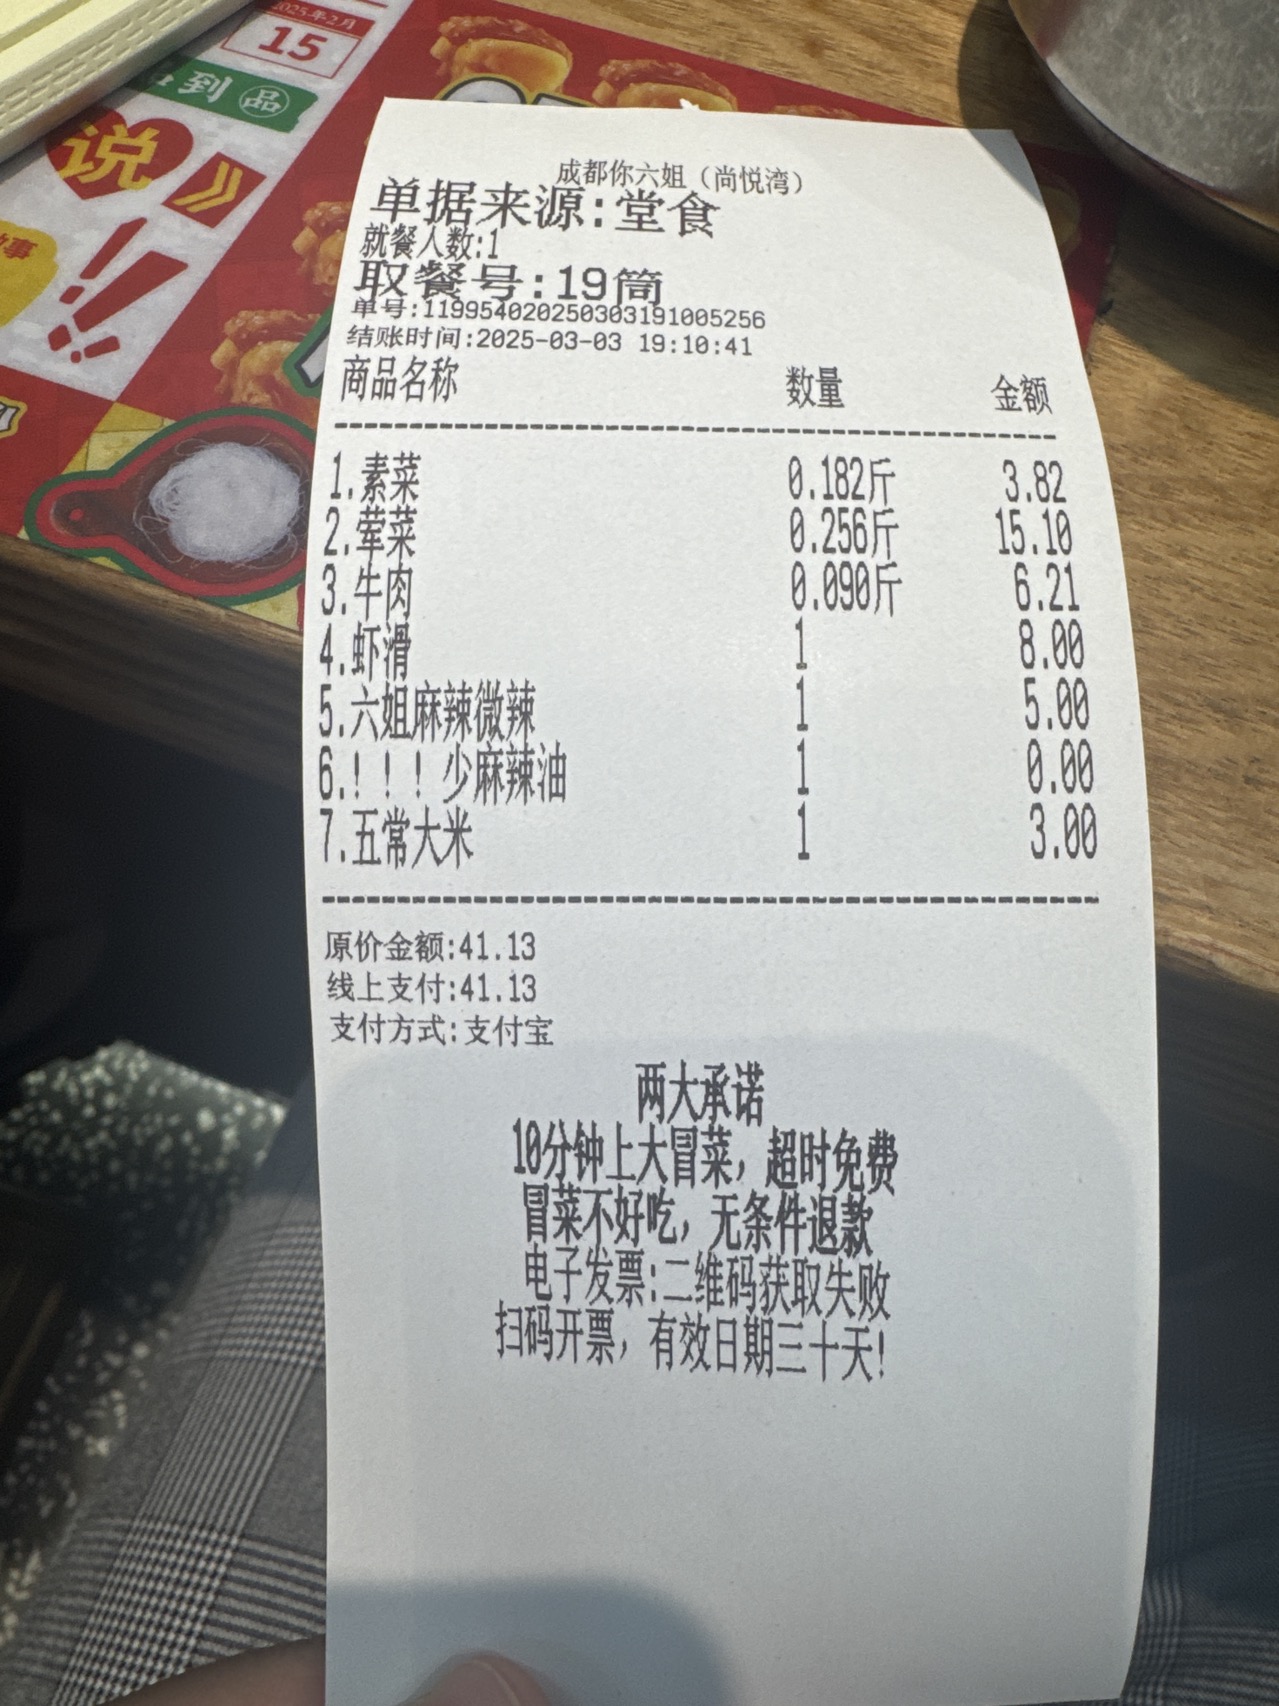 2025年2月
15
到品
说》
!!!
成都你六姐（尚悦湾）
单据来源:堂食
就餐人数:1
取餐号:19筒
单号:119954020250303191005256
结账时间:2025-03-03 19:10:41
商品名称 数量 金额
1.素菜 0.182斤 3.82
2.荤菜 0.256斤 15.10
3.牛肉 0.090斤 6.21
4.虾滑 1 8.00
5.六姐麻辣微辣 1 5.00
6.！！！少麻辣油 1 0.00
7.五常大米 1 3.00
原价金额:41.13
线上支付:41.13
支付方式:支付宝
两大承诺
10分钟上大冒菜，超时免费
冒菜不好吃，无条件退款
电子发票:二维码获取失败
扫码开票，有效日期三十天!